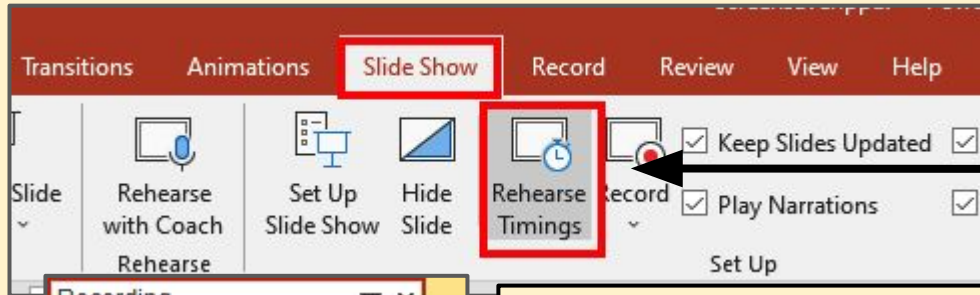 Transitions Animations Slide Show Record Review View Help
Keep Slides Updated
Slide Rehearse with Coach Set Up Slide Show Hide Slide Rehearse Timings Play Narrations
Rehearse Set Up